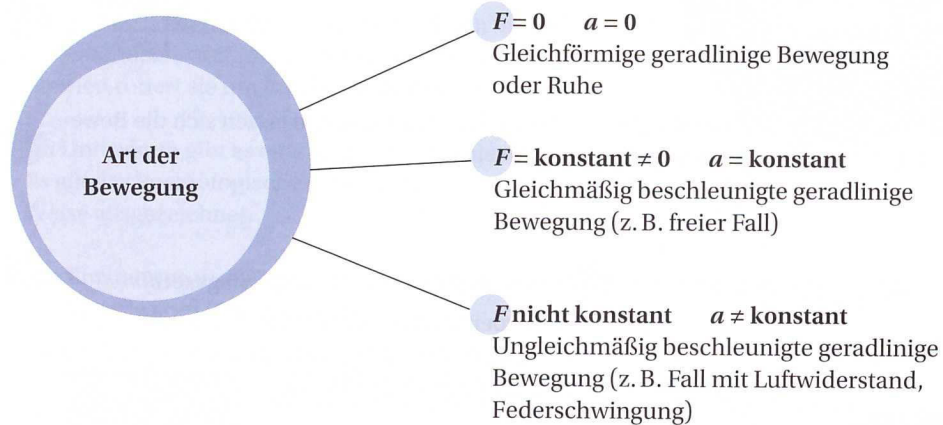 F = 0 a = 0
Gleichförmige geradlinige Bewegung
oder Ruhe
Art der
Bewegung
F = konstant ≠ 0 a = konstant
Gleichmäßig beschleunigte geradlinige
Bewegung (z. B. freier Fall)
F nicht konstant a ≠ konstant
Ungleichmäßig beschleunigte geradlinige
Bewegung (z. B. Fall mit Luftwiderstand,
Federschwingung)